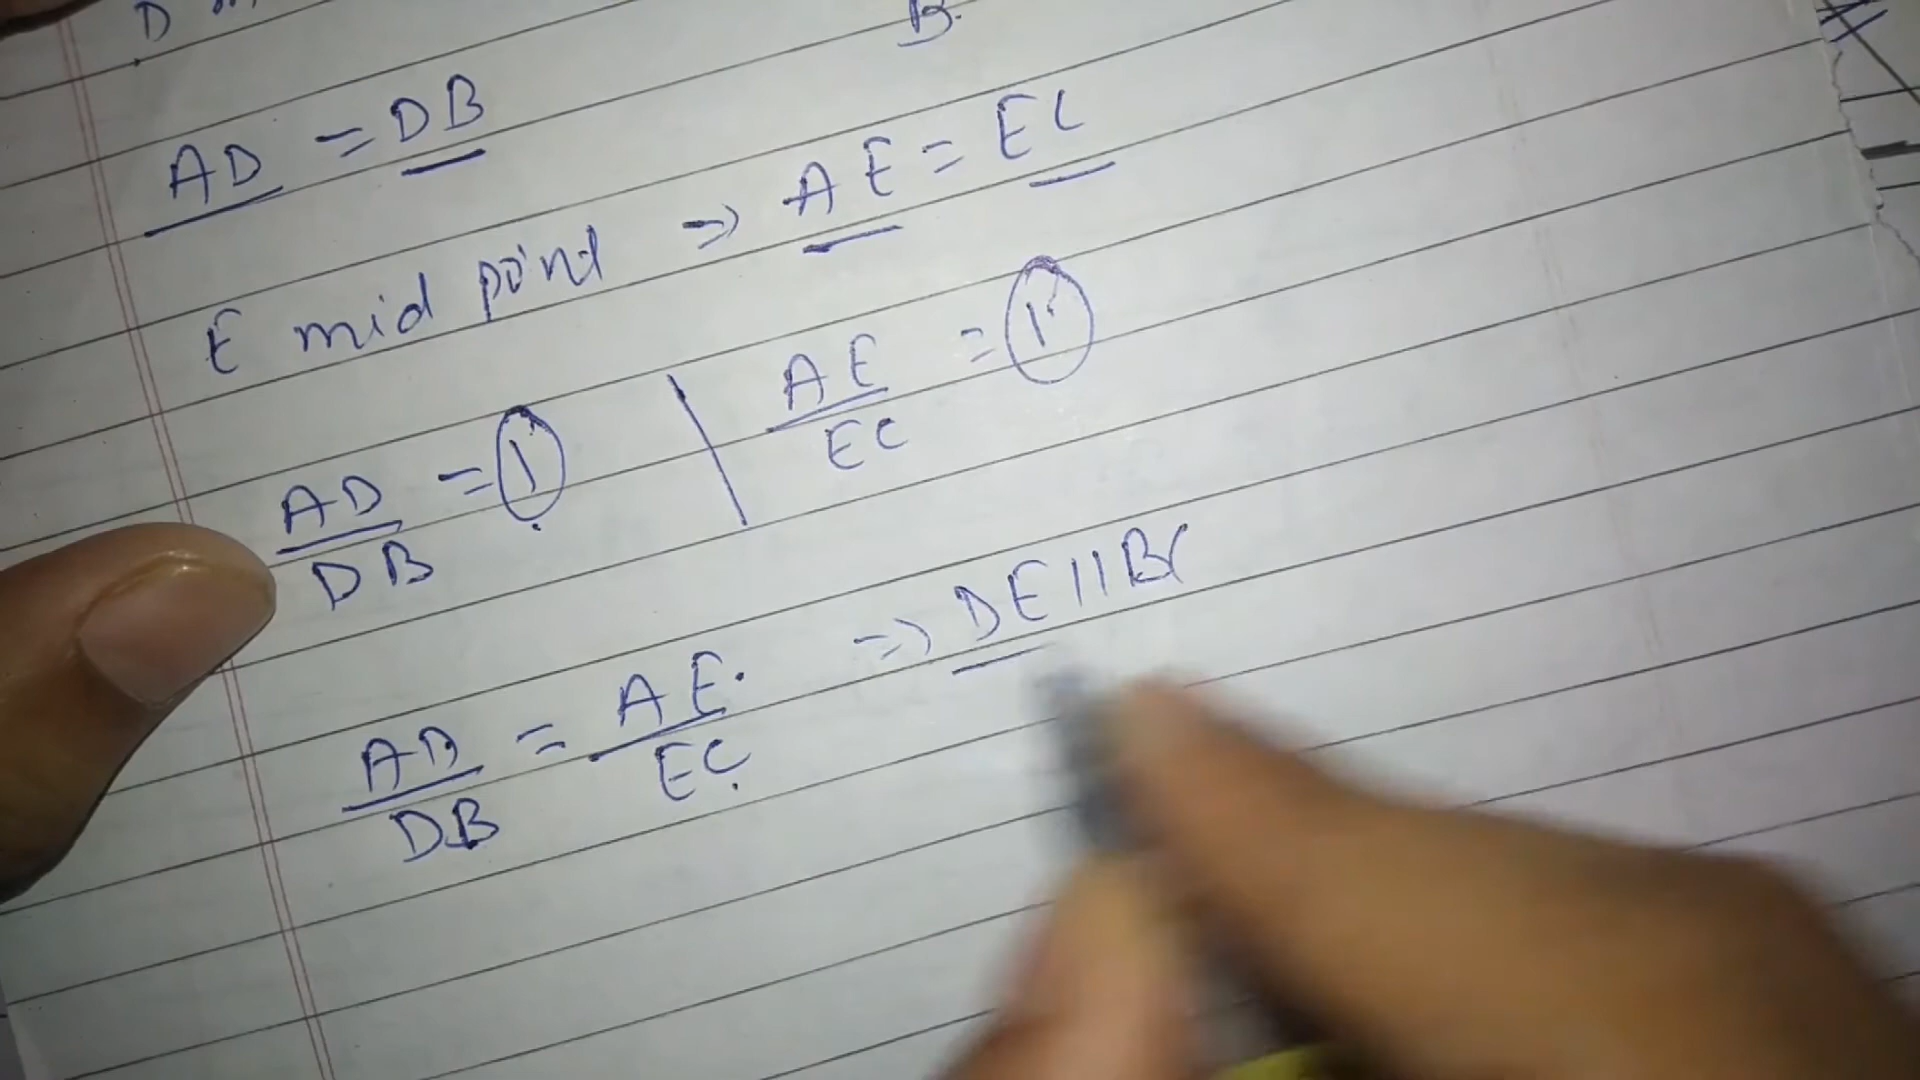 D
B
AD = DB
E mid point => AE = EC
AD/DB = 1 | AE/EC = 1
AD/DB = AE/EC => DE||BC